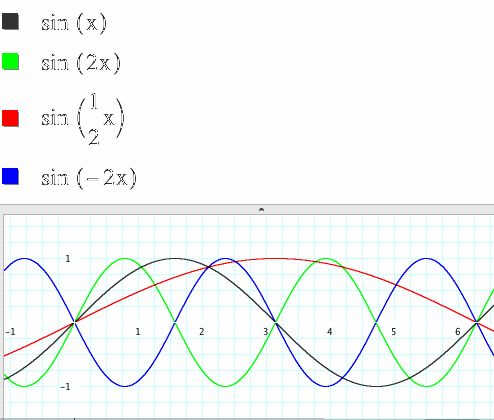 sin (x)
sin (2x)
sin (1/2 x)
sin (−2x)
1
−1 1 2 3 4 5 6
−1